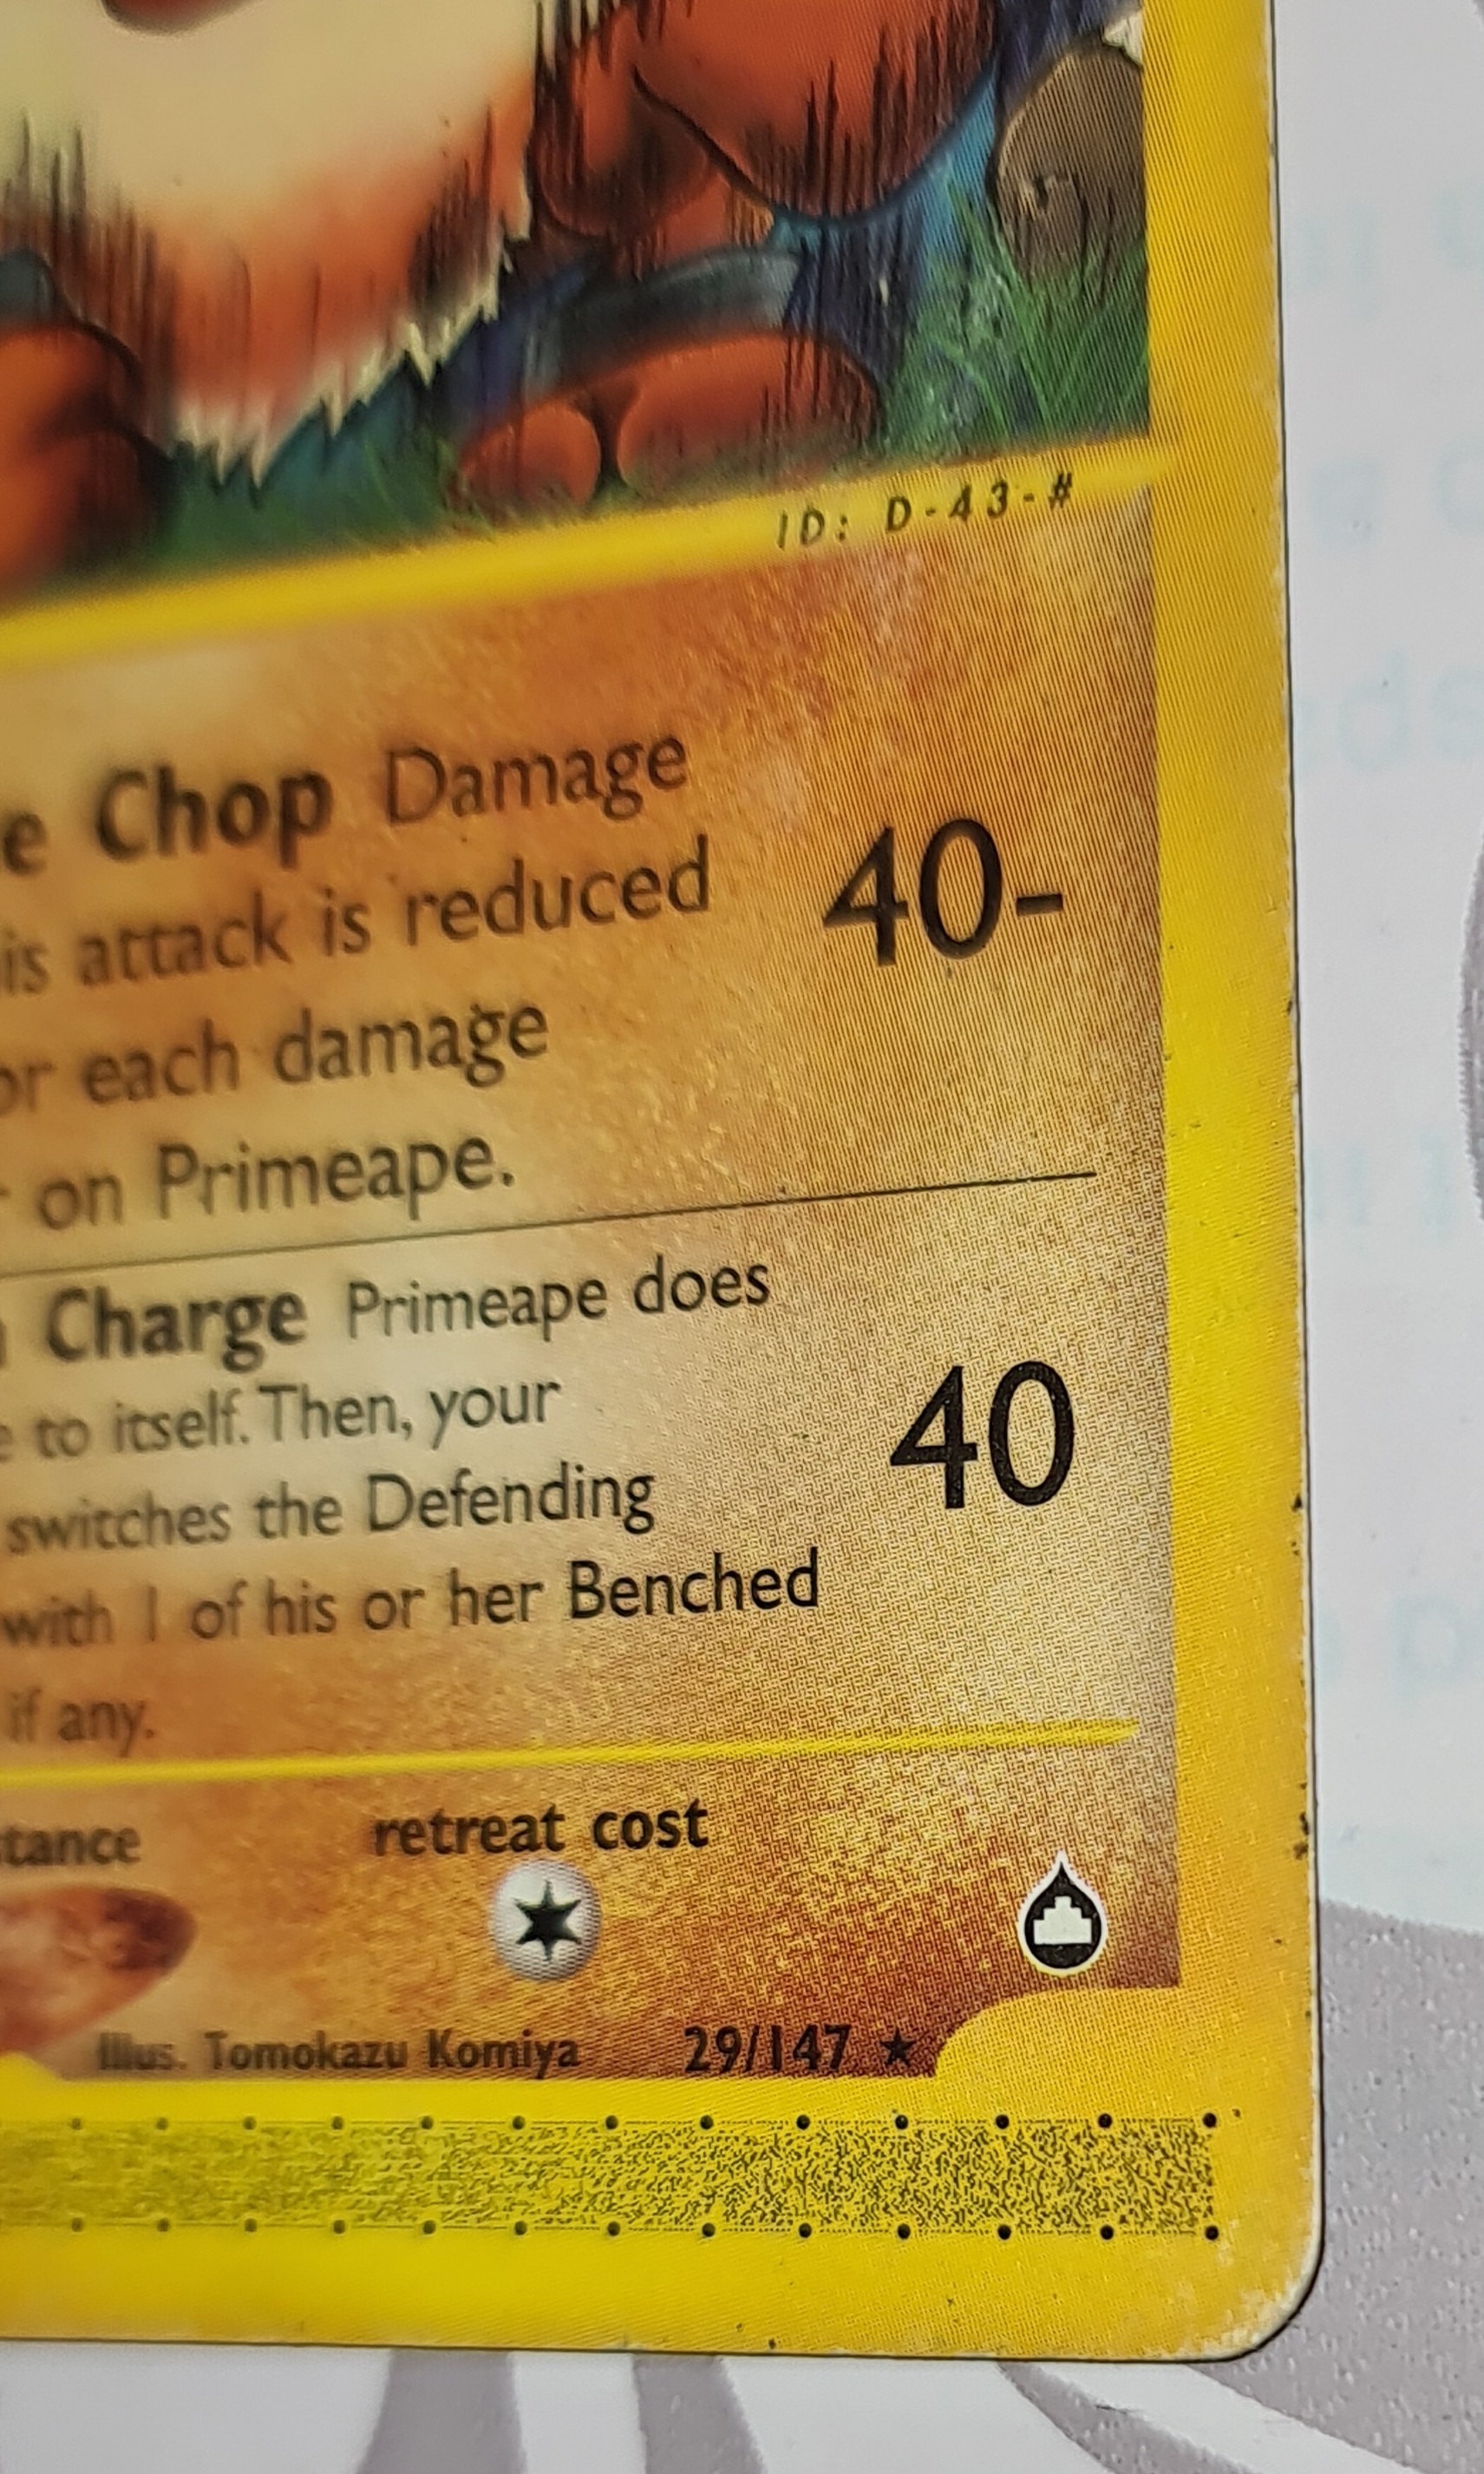 ID: D-43-#
Chop Damage
is attack is reduced 40-
or each damage
on Primeape.
Charge Primeape does
to itself. Then, your 40
switches the Defending
with 1 of his or her Benched
if any.
tance retreat cost
Illus. Tomokazu Komiya 29/147 ★